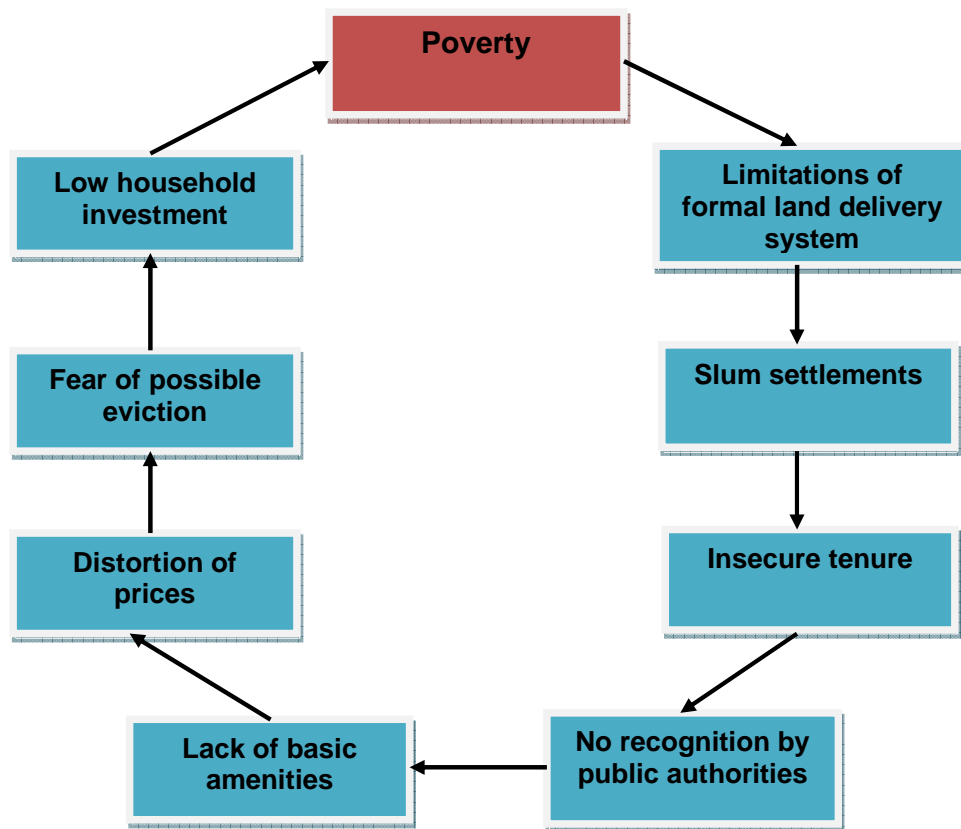 Poverty
Limitations of
formal land delivery
system
Slum settlements
Insecure tenure
No recognition by
public authorities
Lack of basic
amenities
Distortion of
prices
Fear of possible
eviction
Low household
investment